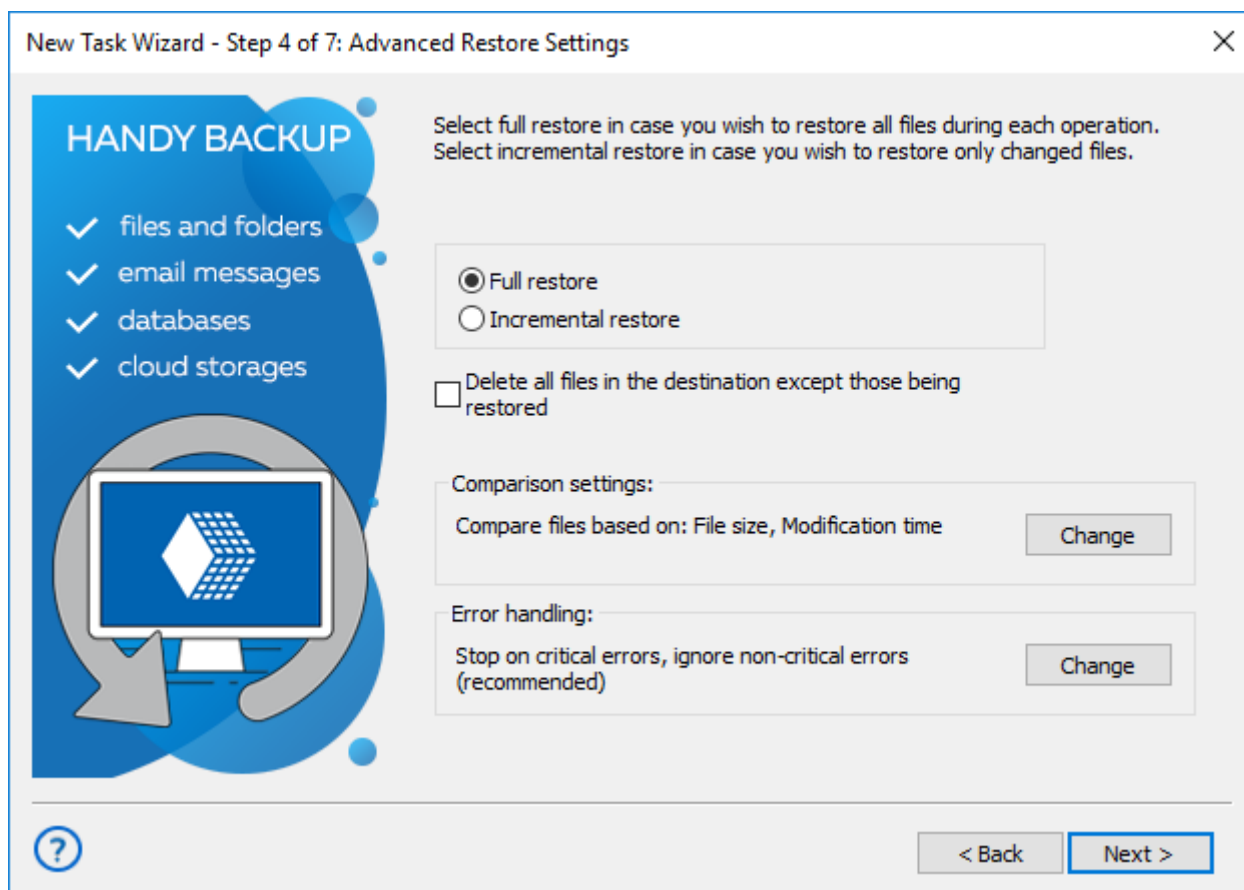 New Task Wizard - Step 4 of 7: Advanced Restore Settings
HANDY BACKUP
files and folders
email messages
databases
cloud storages
Select full restore in case you wish to restore all files during each operation.
Select incremental restore in case you wish to restore only changed files.
Full restore
Incremental restore
Delete all files in the destination except those being
restored
Comparison settings:
Compare files based on: File size, Modification time
Change
Error handling:
Stop on critical errors, ignore non-critical errors
(recommended)
Change
?
< Back
Next >